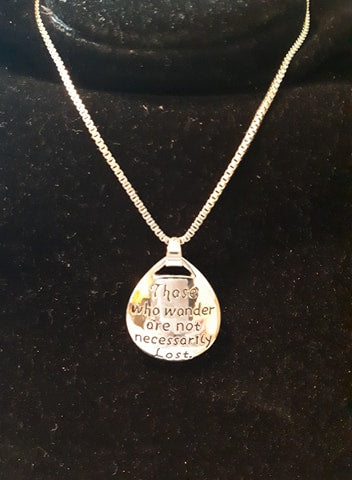 Those
who wander
are not
necessarily
Lost.